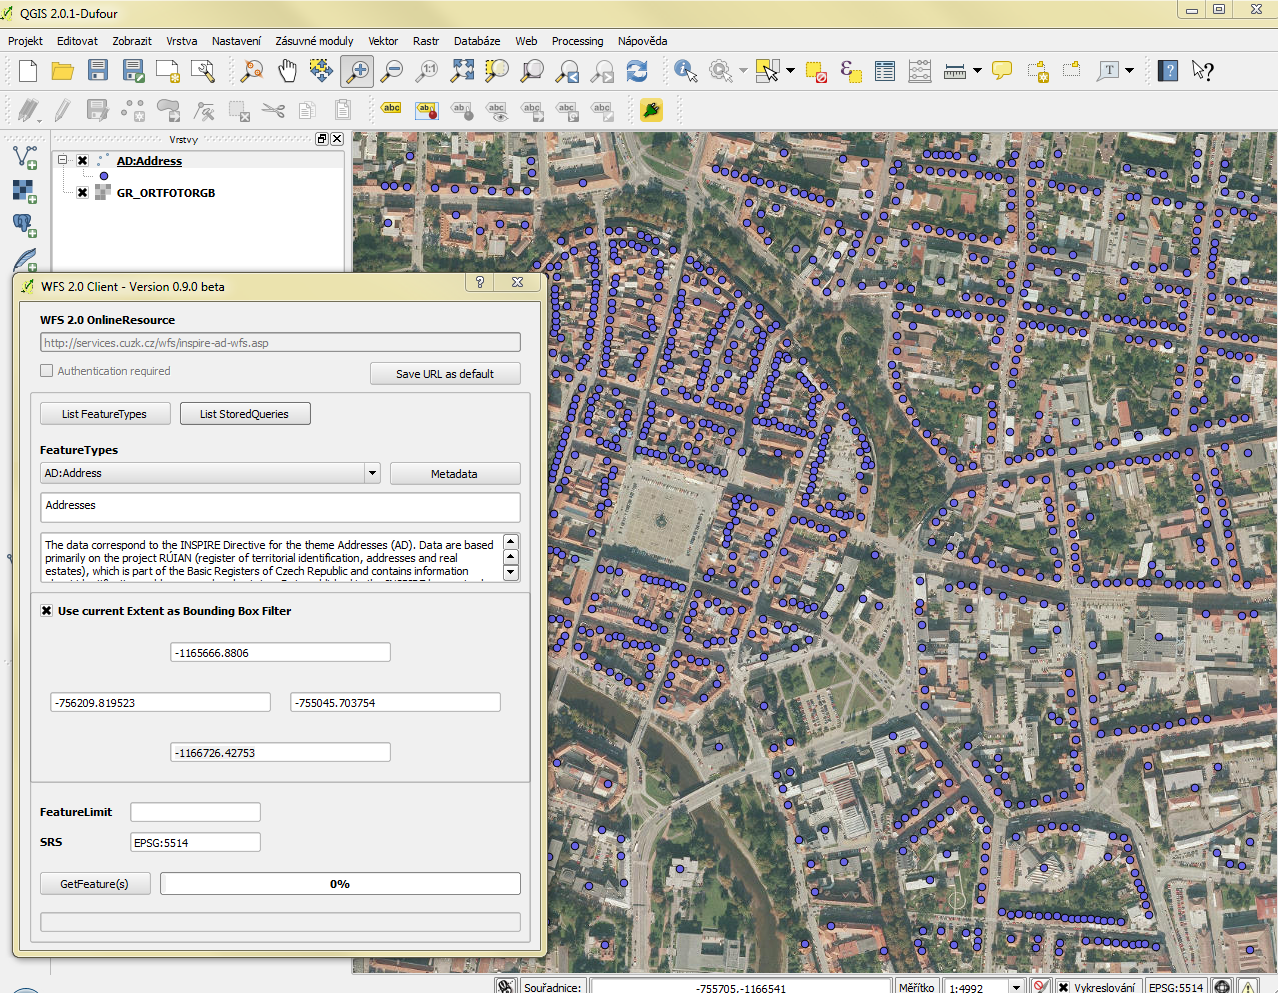 QGIS 2.0.1-Dufour
Projekt Editovat Zobrazit Vrstva Nastavení Zásuvné moduly Vektor Rastr Databáze Web Processing Nápověda
Vrstvy
AD:Address
GR_ORTFOTORGB
WFS 2.0 Client - Version 0.9.0 beta
WFS 2.0 OnlineResource
http://services.cuzk.cz/wfs/inspire-ad-wfs.asp
Authentication required
Save URL as default
List FeatureTypes List StoredQueries
FeatureTypes
AD:Address Metadata
Addresses
The data correspond to the INSPIRE Directive for the theme Addresses (AD). Data are based
primarily on the project RÚIAN (register of territorial identification, addresses and real
estates), which is part of the Basic Registers of Czech Republic and contains information
Use current Extent as Bounding Box Filter
-1165666.8806
-756209.819523 -755045.703754
-1166726.42753
FeatureLimit
SRS EPSG:5514
GetFeature(s) 0%
Souřadnice: -755705,-1166541 Měřítko 1:4992 Vykreslování EPSG:5514